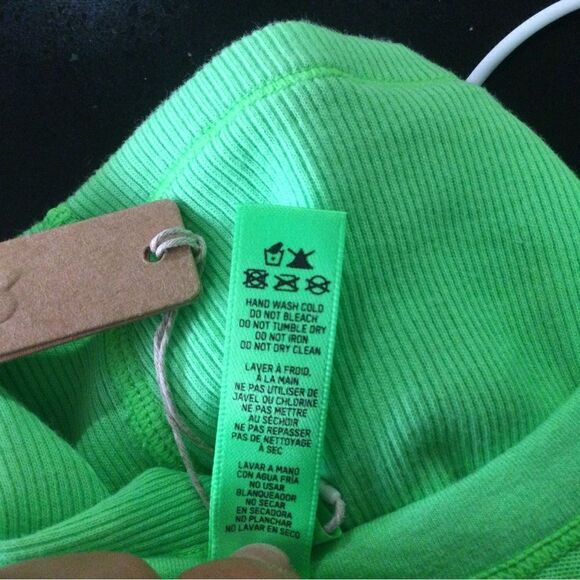 HAND WASH COLD
DO NOT BLEACH
DO NOT TUMBLE DRY
DO NOT IRON
DO NOT DRY CLEAN
LAVER À FROID,
À LA MAIN
NE PAS UTILISER DE
JAVEL OU CHLORINE
NE PAS METTRE
AU SÉCHOIR
NE PAS REPASSER
PAS DE NETTOYAGE
À SEC
LAVAR A MANO
CON AGUA FRÍA
NO USAR
BLANQUEADOR
NO SECAR
EN SECADORA
NO PLANCHAR
NO LAVAR EN SECO